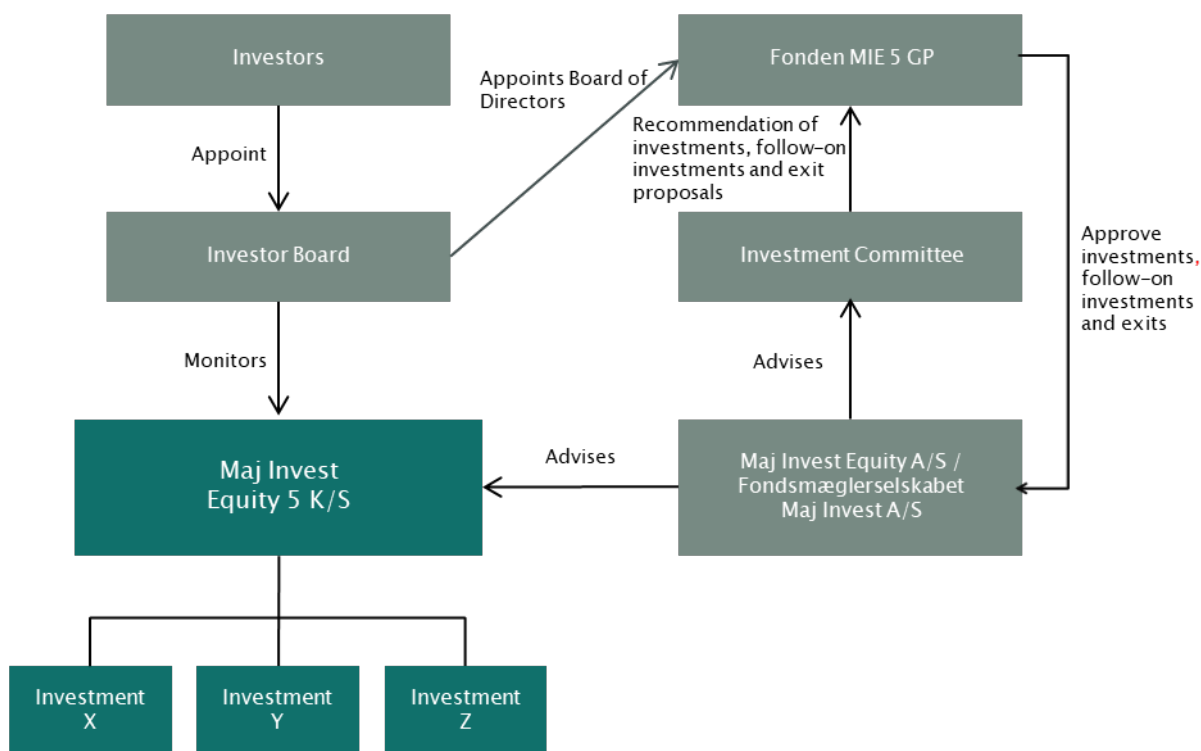 Investors
Fonden MIE 5 GP
Appoints Board of
Directors
Recommendation of
investments, follow-on
investments and exit
proposals
Appoint
Investor Board
Investment Committee
Approve
investments,
follow-on
investments
and exits
Monitors
Advises
Maj Invest
Equity 5 K/S
Advises
Maj Invest Equity A/S /
Fondsmæglerselskabet
Maj Invest A/S
Investment
X
Investment
Y
Investment
Z